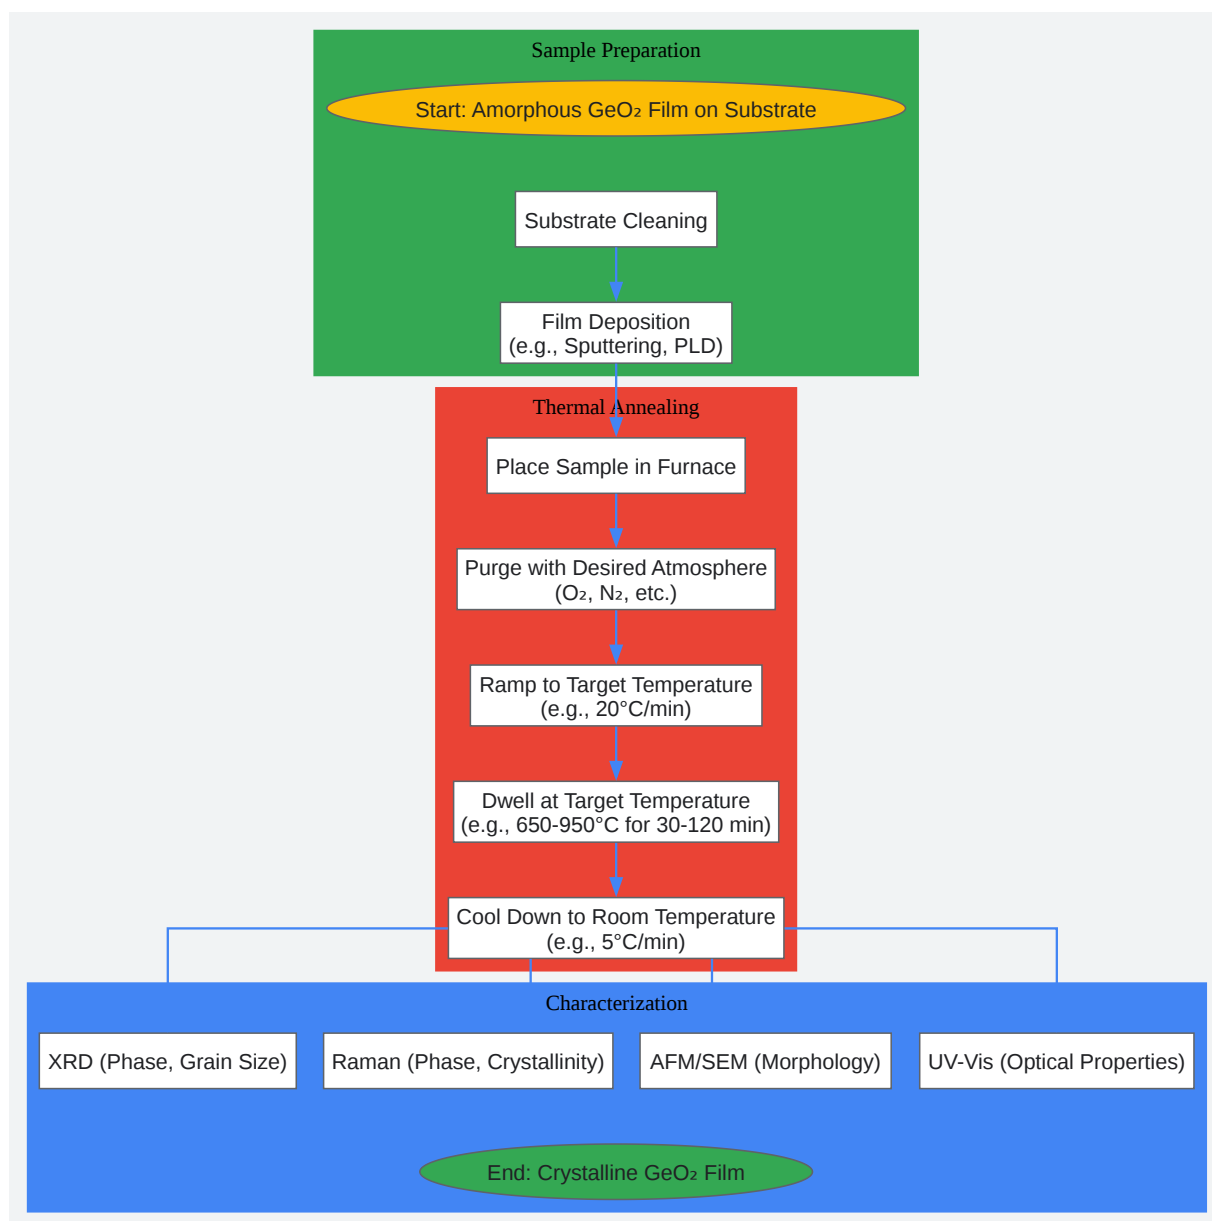 Sample Preparation
Start: Amorphous GeO₂ Film on Substrate
Substrate Cleaning
Film Deposition
(e.g., Sputtering, PLD)
Thermal Annealing
Place Sample in Furnace
Purge with Desired Atmosphere
(O₂, N₂, etc.)
Ramp to Target Temperature
(e.g., 20°C/min)
Dwell at Target Temperature
(e.g., 650-950°C for 30-120 min)
Cool Down to Room Temperature
(e.g., 5°C/min)
Characterization
XRD (Phase, Grain Size)
Raman (Phase, Crystallinity)
AFM/SEM (Morphology)
UV-Vis (Optical Properties)
End: Crystalline GeO₂ Film